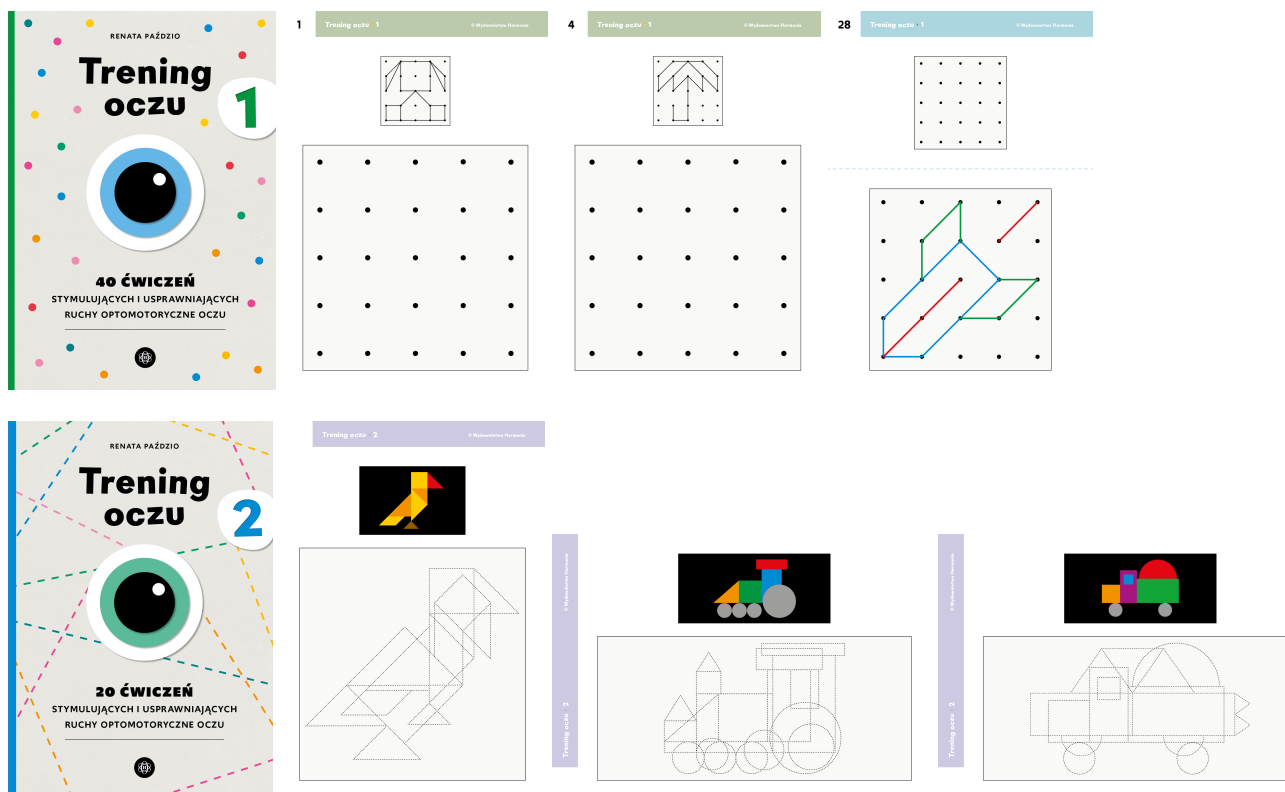 RENATA PAŹDZIO
Trening
oczu
1
40 ĆWICZEŃ
STYMULUJĄCYCH I USPRAWNIAJĄCYCH
RUCHY OPTOMOTORYCZNE OCZU
1
Trening oczu • 1
© Wydawnictwo Harmonia
4
Trening oczu • 1
© Wydawnictwo Harmonia
28
Trening oczu • 1
© Wydawnictwo Harmonia
RENATA PAŹDZIO
Trening
oczu
2
20 ĆWICZEŃ
STYMULUJĄCYCH I USPRAWNIAJĄCYCH
RUCHY OPTOMOTORYCZNE OCZU
Trening oczu • 2
© Wydawnictwo Harmonia
Trening oczu • 2
© Wydawnictwo Harmonia
Trening oczu • 2
© Wydawnictwo Harmonia